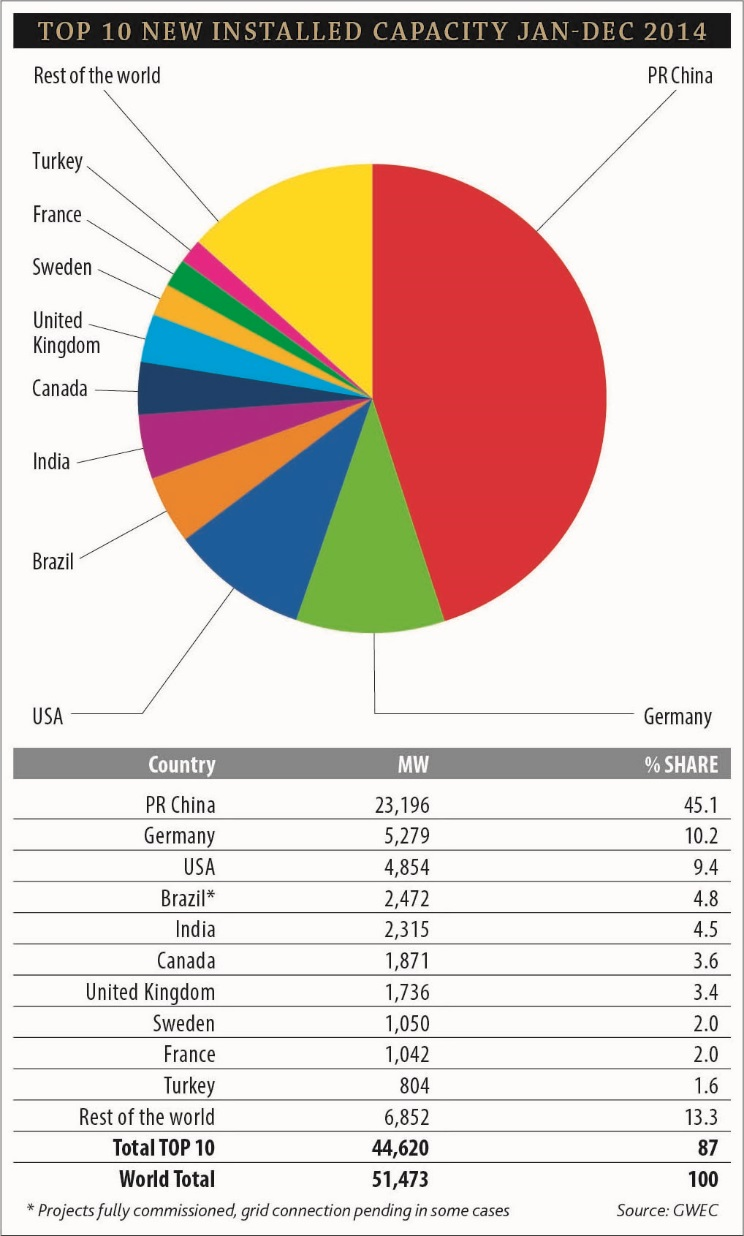 TOP 10 NEW INSTALLED CAPACITY JAN-DEC 2014
Rest of the world
PR China
Turkey
France
Sweden
United
Kingdom
Canada
India
Brazil
USA
Germany
Country MW % SHARE
PR China 23,196 45.1
Germany 5,279 10.2
USA 4,854 9.4
Brazil* 2,472 4.8
India 2,315 4.5
Canada 1,871 3.6
United Kingdom 1,736 3.4
Sweden 1,050 2.0
France 1,042 2.0
Turkey 804 1.6
Rest of the world 6,852 13.3
Total TOP 10 44,620 87
World Total 51,473 100
* Projects fully commissioned, grid connection pending in some cases Source: GWEC